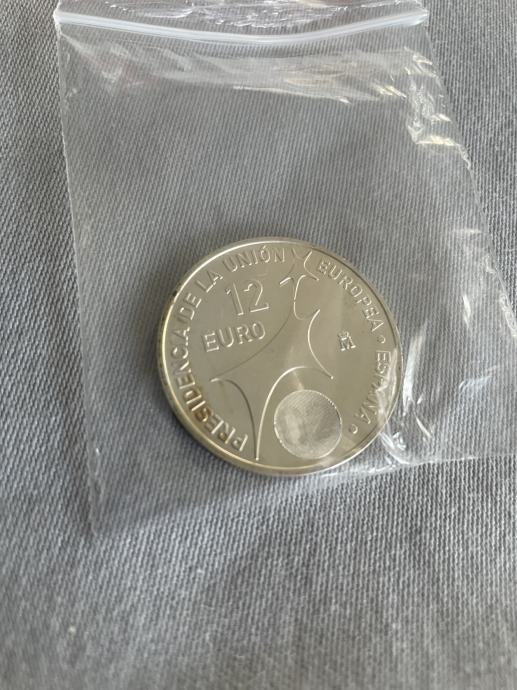 PRESIDENCIA DE LA UNIÓN EUROPEA • ESPAÑA •
12
EURO